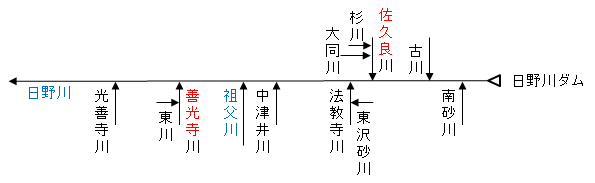 杉川
佐久良川
大同川
古川
日野川ダム
日野川
光善寺川
東川
善光寺川
祖父川
中津井川
法教寺川
東沢砂川
南砂川